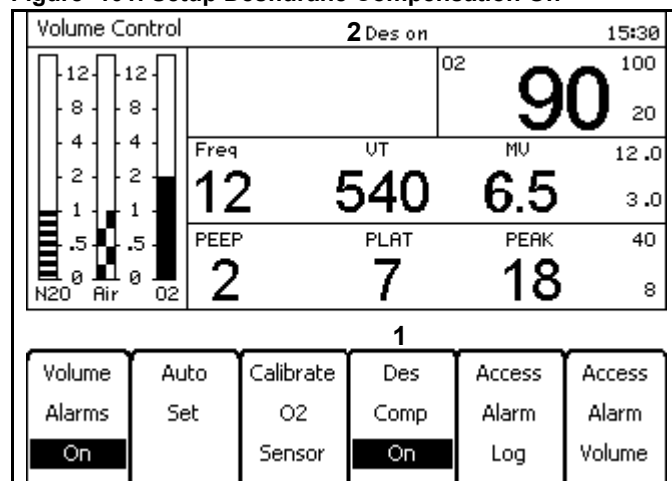 Figure Setup Desflurane Compensation On
Volume Control 2 Des on 15:30
12 12
8 8
4 4
2 2
1 1
.5 .5
0 0
N2O Air O2
O2 90 100
20
Freq VT MV 12.0
12 540 6.5
3.0
PEEP PLAT PEAK 40
2 7 18
8
1
Volume Alarms On
Auto Set
Calibrate O2 Sensor
Des Comp On
Access Alarm Log
Access Alarm Volume